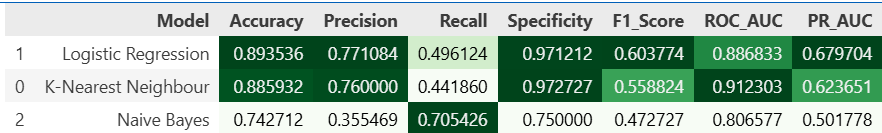 Model Accuracy Precision Recall Specificity F1_Score ROC_AUC PR_AUC
1 Logistic Regression 0.893536 0.771084 0.496124 0.971212 0.603774 0.886833 0.679704
0 K-Nearest Neighbour 0.885932 0.760000 0.441860 0.972727 0.558824 0.912303 0.623651
2 Naive Bayes 0.742712 0.355469 0.705426 0.750000 0.472727 0.806577 0.501778